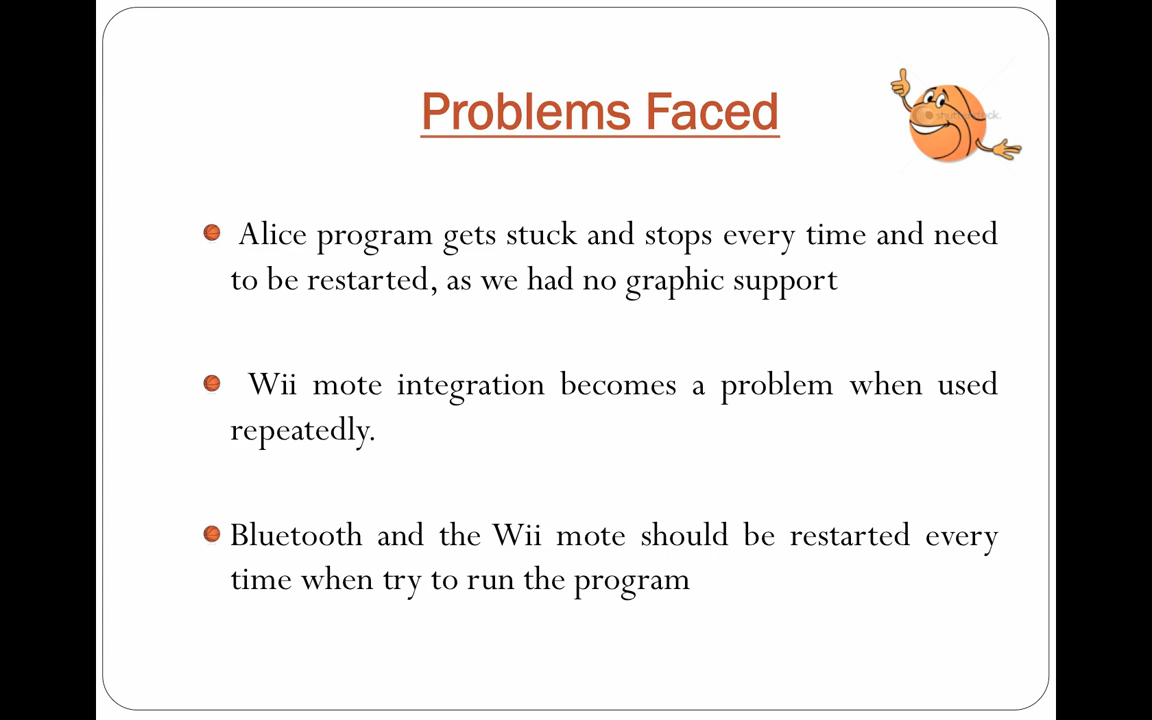 Problems Faced
Alice program gets stuck and stops every time and need
to be restarted, as we had no graphic support
Wii mote integration becomes a problem when used
repeatedly.
Bluetooth and the Wii mote should be restarted every
time when try to run the program